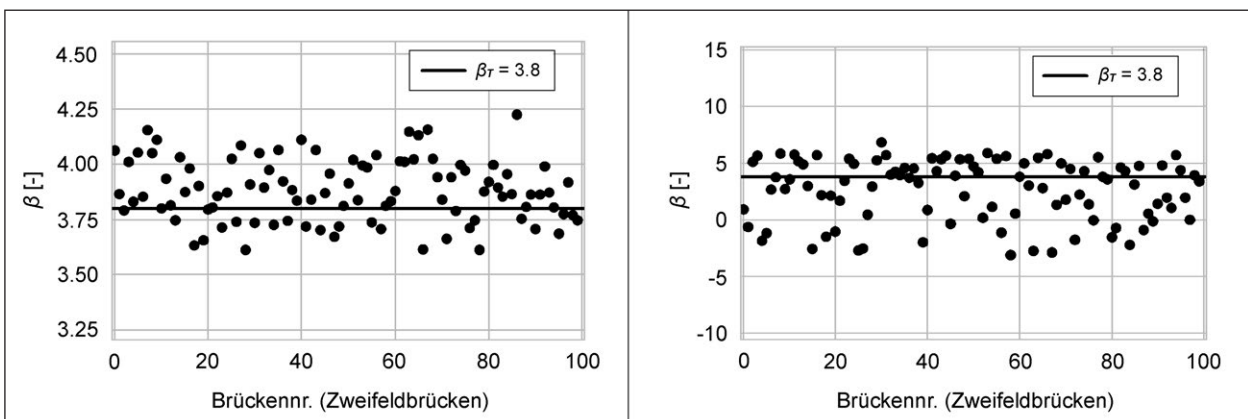 4.50
4.25
4.00
3.75
3.50
3.25
β [-]
βT = 3.8
0 20 40 60 80 100
Brückennr. (Zweifeldbrücken)
15
10
5
0
-5
-10
β [-]
βT = 3.8
0 20 40 60 80 100
Brückennr. (Zweifeldbrücken)